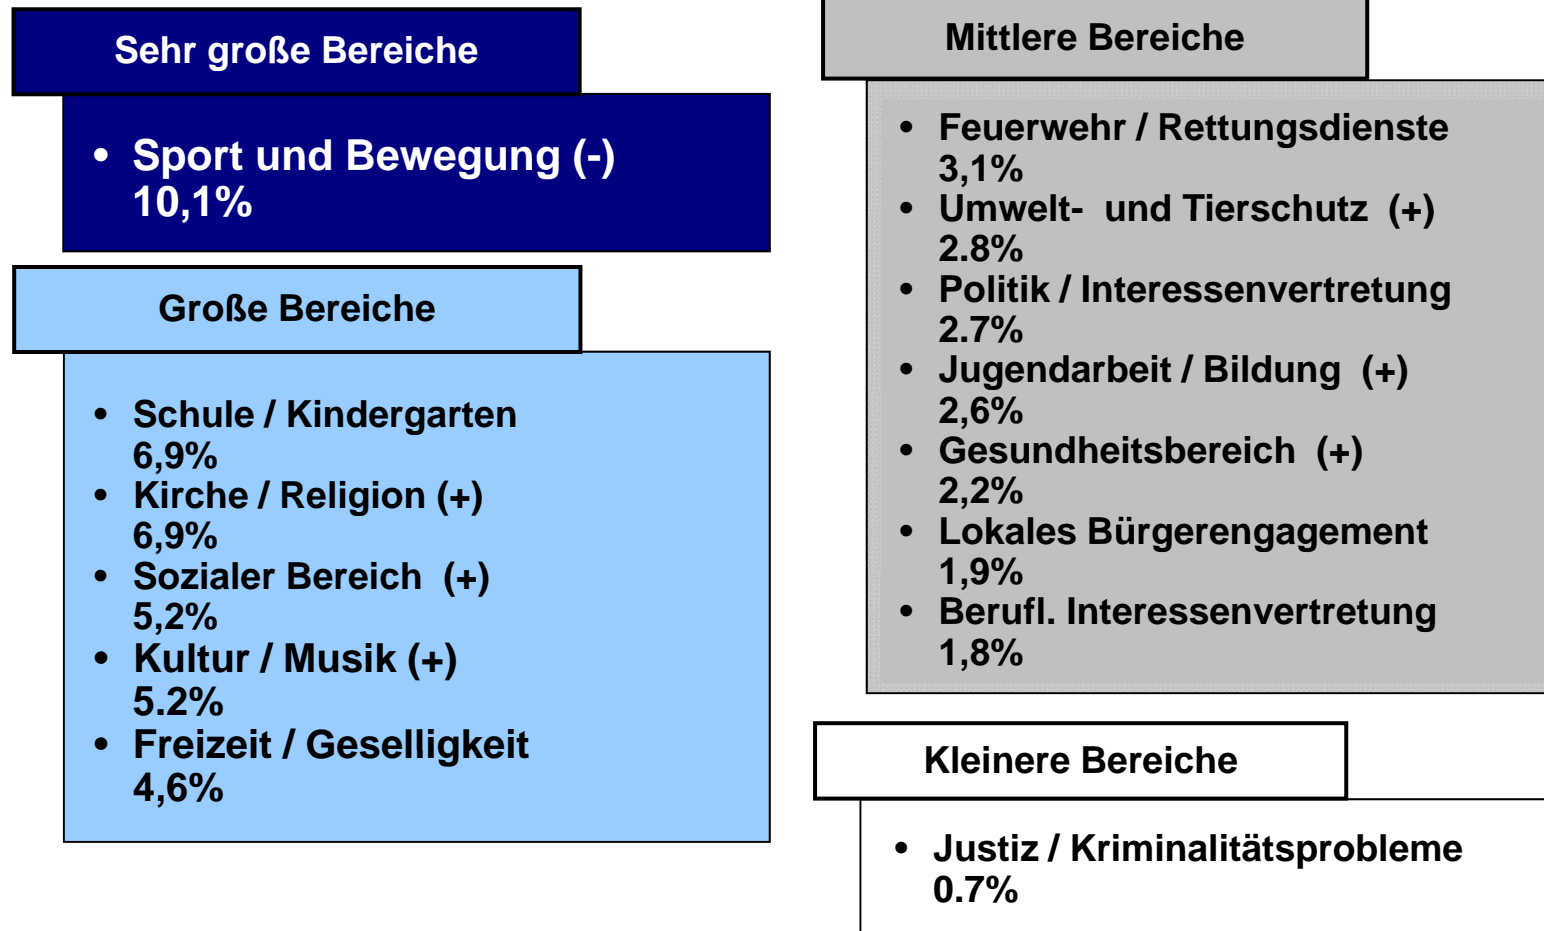 Sehr große Bereiche
• Sport und Bewegung (-)
10,1%
Große Bereiche
• Schule / Kindergarten
6,9%
• Kirche / Religion (+)
6,9%
• Sozialer Bereich (+)
5,2%
• Kultur / Musik (+)
5.2%
• Freizeit / Geselligkeit
4,6%
Mittlere Bereiche
• Feuerwehr / Rettungsdienste
3,1%
• Umwelt- und Tierschutz (+)
2.8%
• Politik / Interessenvertretung
2.7%
• Jugendarbeit / Bildung (+)
2,6%
• Gesundheitsbereich (+)
2,2%
• Lokales Bürgerengagement
1,9%
• Berufl. Interessenvertretung
1,8%
Kleinere Bereiche
• Justiz / Kriminalitätsprobleme
0.7%